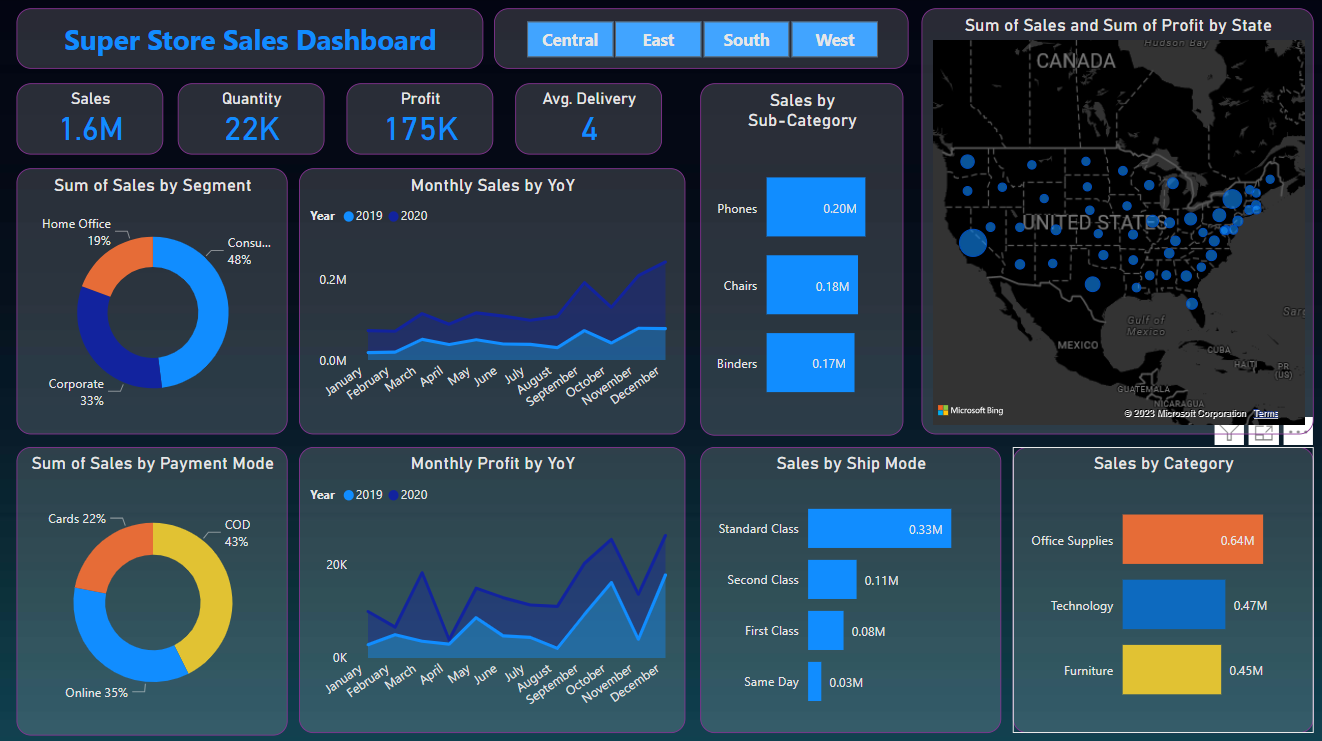 Super Store Sales Dashboard
Central
East
South
West
Sum of Sales and Sum of Profit by State
Hudson Bay
CANADA
UNITED STATES
Gulf of
Mexico
MEXICO
CUBA
HAITI
PR
(US)
GUATEMALA
NICARAGUA
Microsoft Bing
© 2023 Microsoft Corporation
Terms
Sales
1.6M
Quantity
22K
Profit
175K
Avg. Delivery
4
Sales by
Sub-Category
Phones
0.20M
Chairs
0.18M
Binders
0.17M
Sum of Sales by Segment
Home Office
19%
Consu...
48%
Corporate
33%
Monthly Sales by YoY
Year 2019 2020
0.2M
0.0M
January
February
March
April
May
June
July
August
September
October
November
December
Sum of Sales by Payment Mode
Cards 22%
COD
43%
Online 35%
Monthly Profit by YoY
Year 2019 2020
20K
0K
January
February
March
April
May
June
July
August
September
October
November
December
Sales by Ship Mode
Standard Class
0.33M
Second Class
0.11M
First Class
0.08M
Same Day
0.03M
Sales by Category
Office Supplies
0.64M
Technology
0.47M
Furniture
0.45M